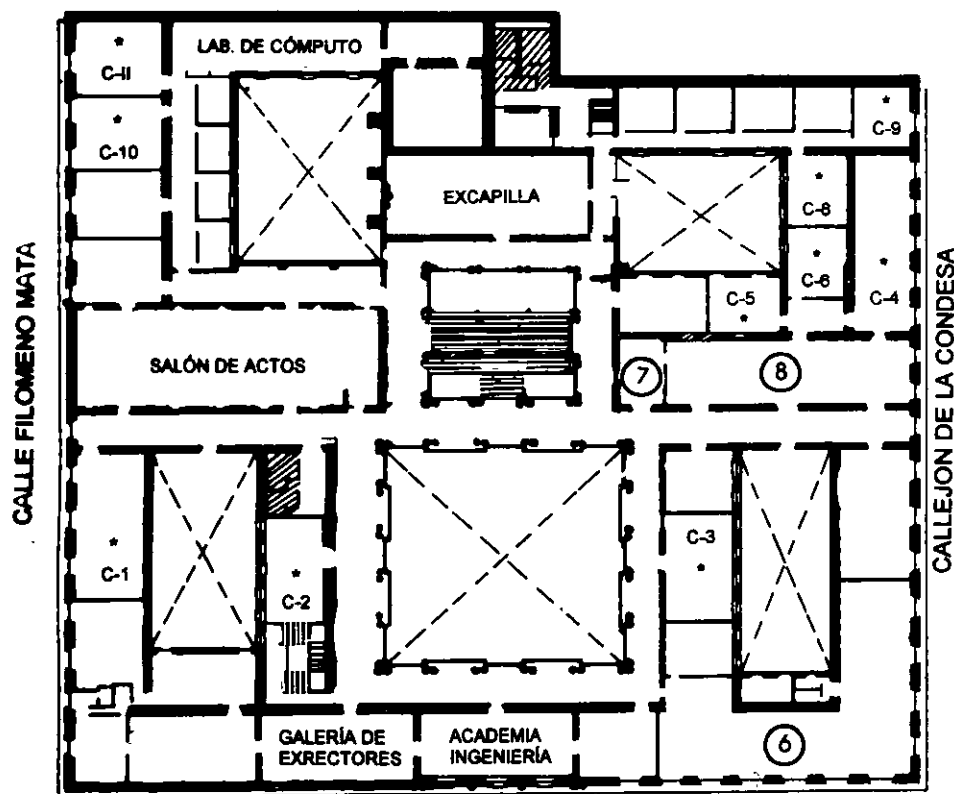 LAB. DE CÓMPUTO
C-11
C-10
C-9
EXCAPILLA
C-8
C-6
C-5
C-4
CALLE FILOMENO MATA
CALLEJON DE LA CONDESA
SALÓN DE ACTOS
7
8
C-3
C-1
C-2
GALERÍA DE
EXRECTORES
ACADEMIA
INGENIERÍA
6